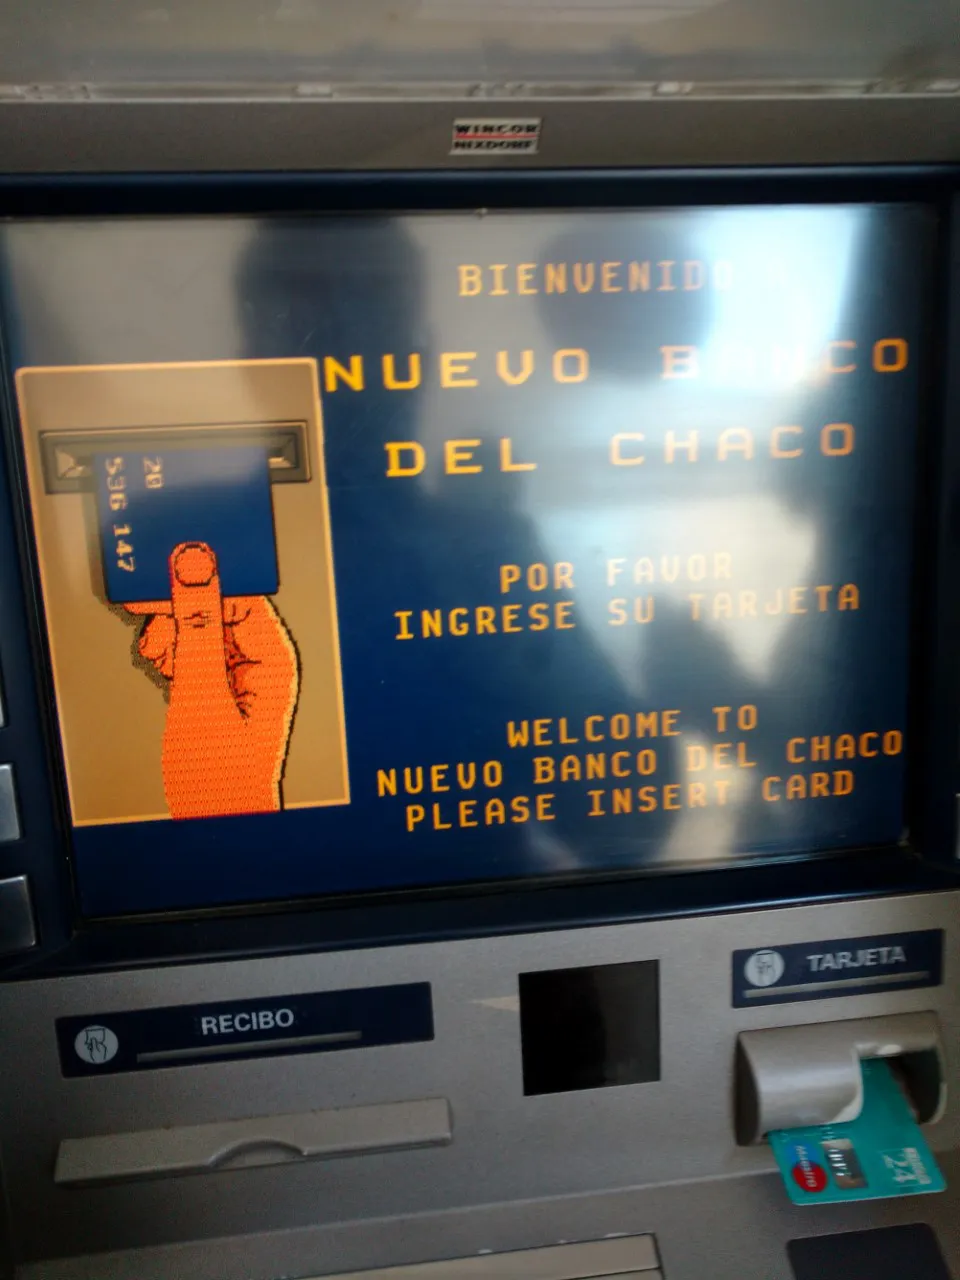 WINCOR
NIXDORF
BIENVENIDO
NUEVO BANCO
DEL CHACO
20
536 147
POR FAVOR
INGRESE SU TARJETA
WELCOME TO
NUEVO BANCO DEL CHACO
PLEASE INSERT CARD
TARJETA
RECIBO
Maestro
24